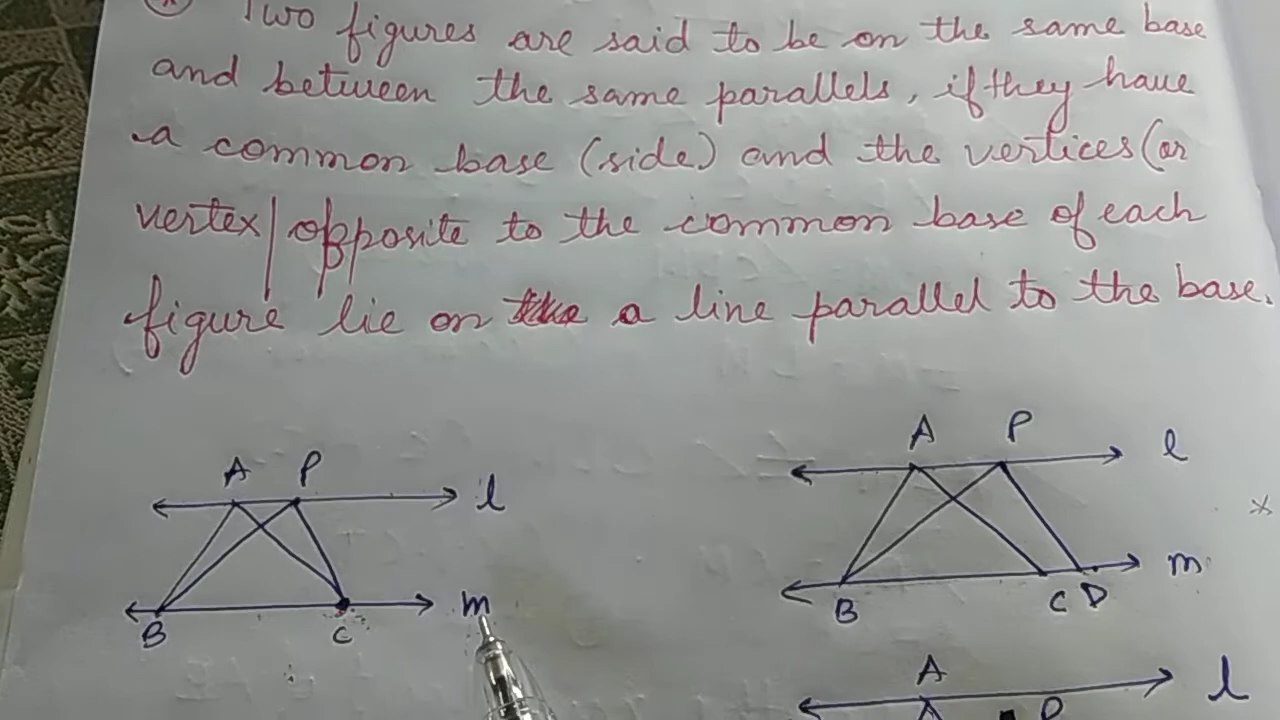 Two figures are said to be on the same base
and between the same parallels, if they have
a common base (side) and the vertices (or
vertex) opposite to the common base of each
figure lie on a line parallel to the base.
A P
l
B C
m
A P
l
B C D
m
A
l